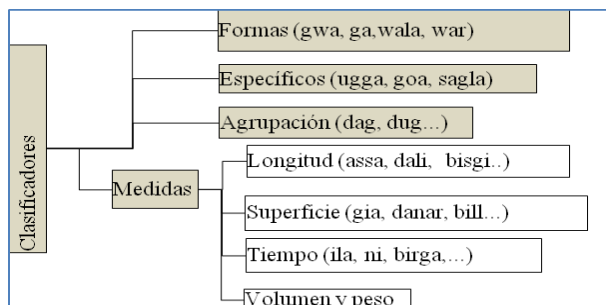 Clasificadores
Formas (gwa, ga,wala, war)
Específicos (ugga, goa, sagla)
Agrupación (dag, dug...)
Medidas
Longitud (assa, dali, bisgi..)
Superficie (gia, danar, bill...)
Tiempo (ila, ni, birga,...)
Volumen y peso